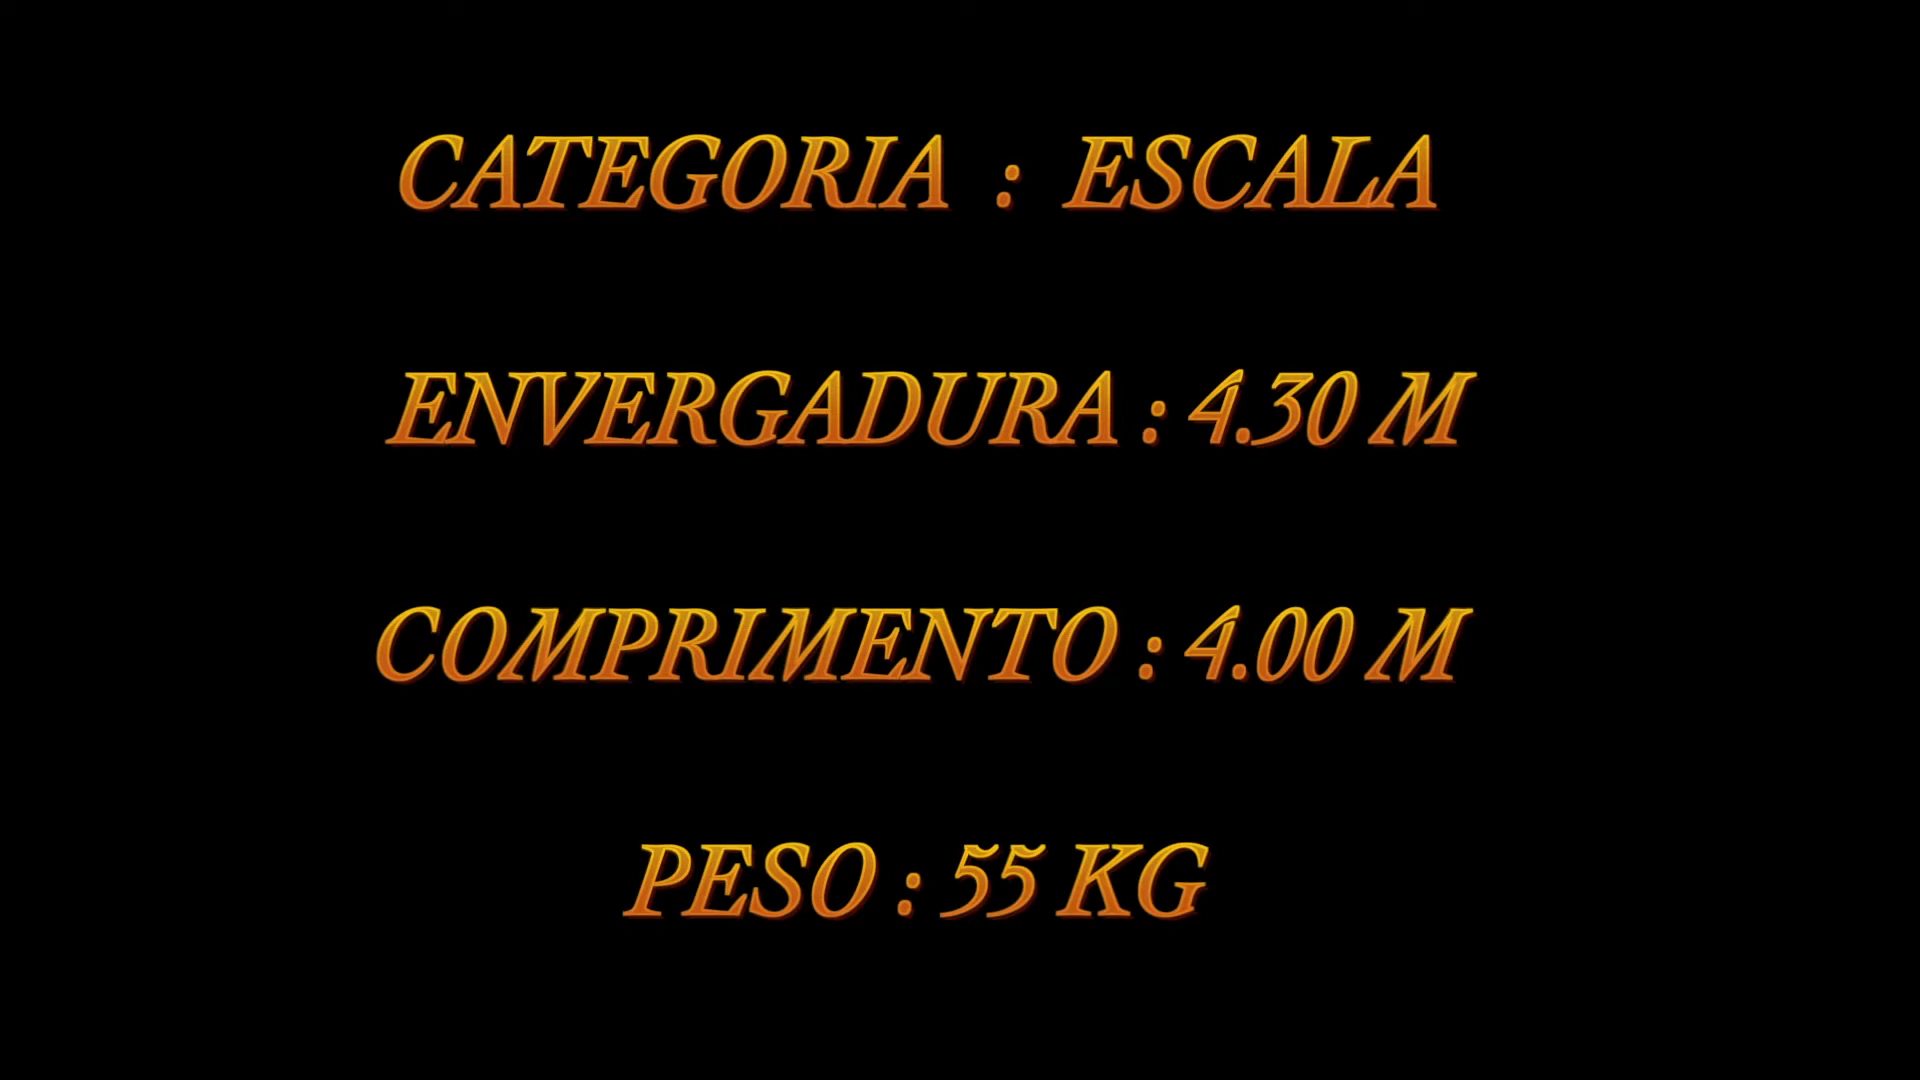 CATEGORIA : ESCALA
ENVERGADURA : 4.30 M
COMPRIMENTO : 4.00 M
PESO : 55 KG